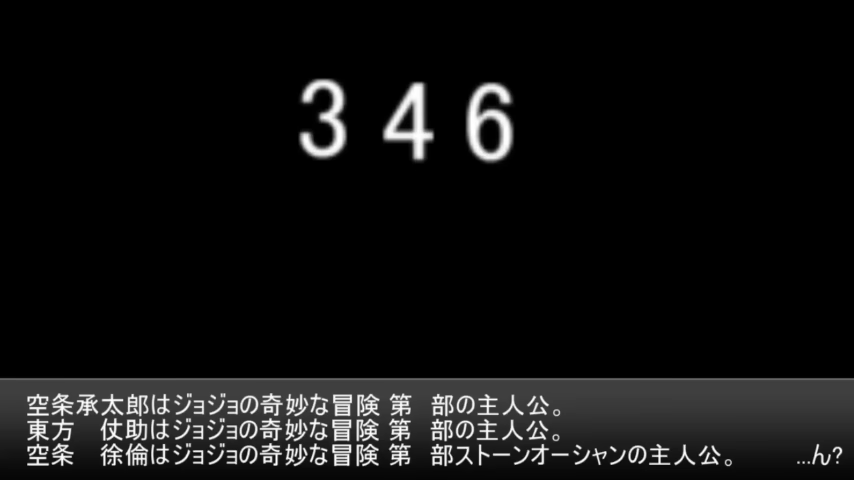 3 4 6
空条承太郎はジョジョの奇妙な冒険 第　部の主人公。
東方　仗助はジョジョの奇妙な冒険 第　部の主人公。
空条　徐倫はジョジョの奇妙な冒険 第　部ストーンオーシャンの主人公。　　…ん?